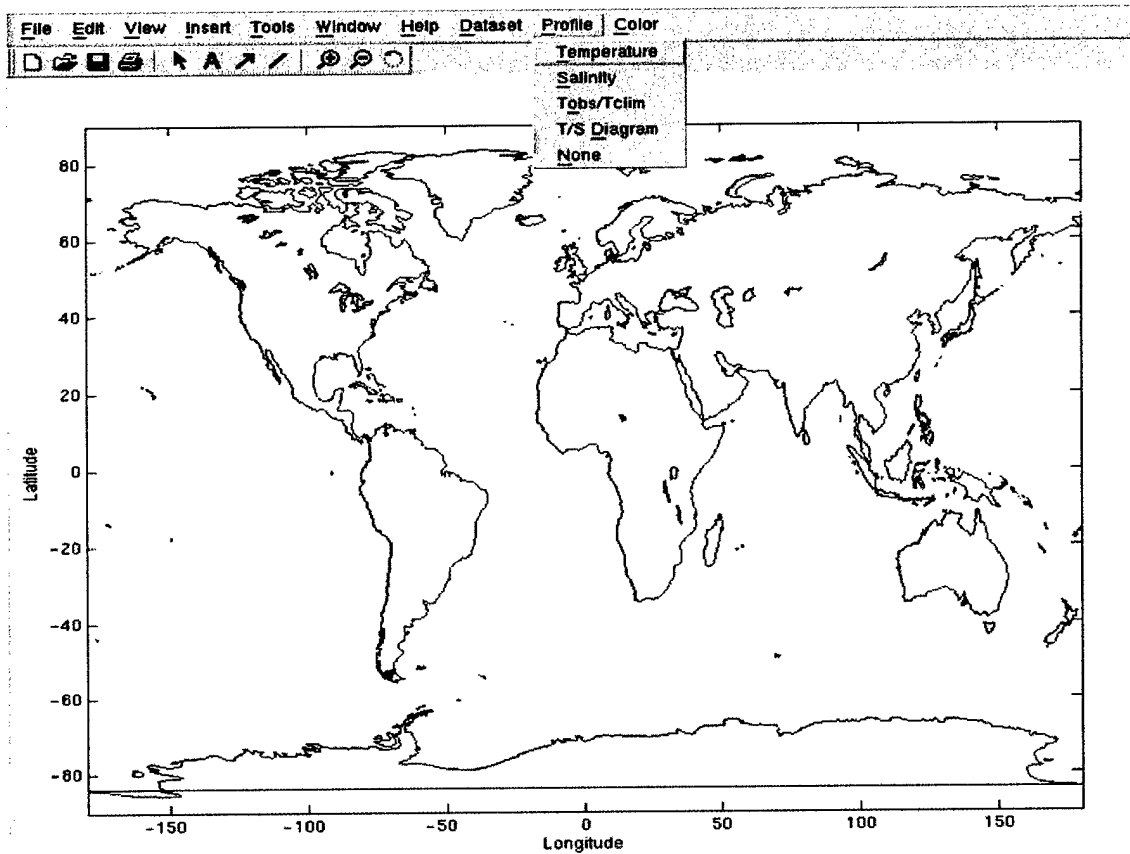 File Edit View Insert Tools Window Help Dataset Profile Color
A
Temperature
Salinity
Tobs/Tclim
T/S Diagram
None
80
60
40
20
0
-20
-40
-60
-80
Latitude
-150 -100 -50 0 50 100 150
Longitude